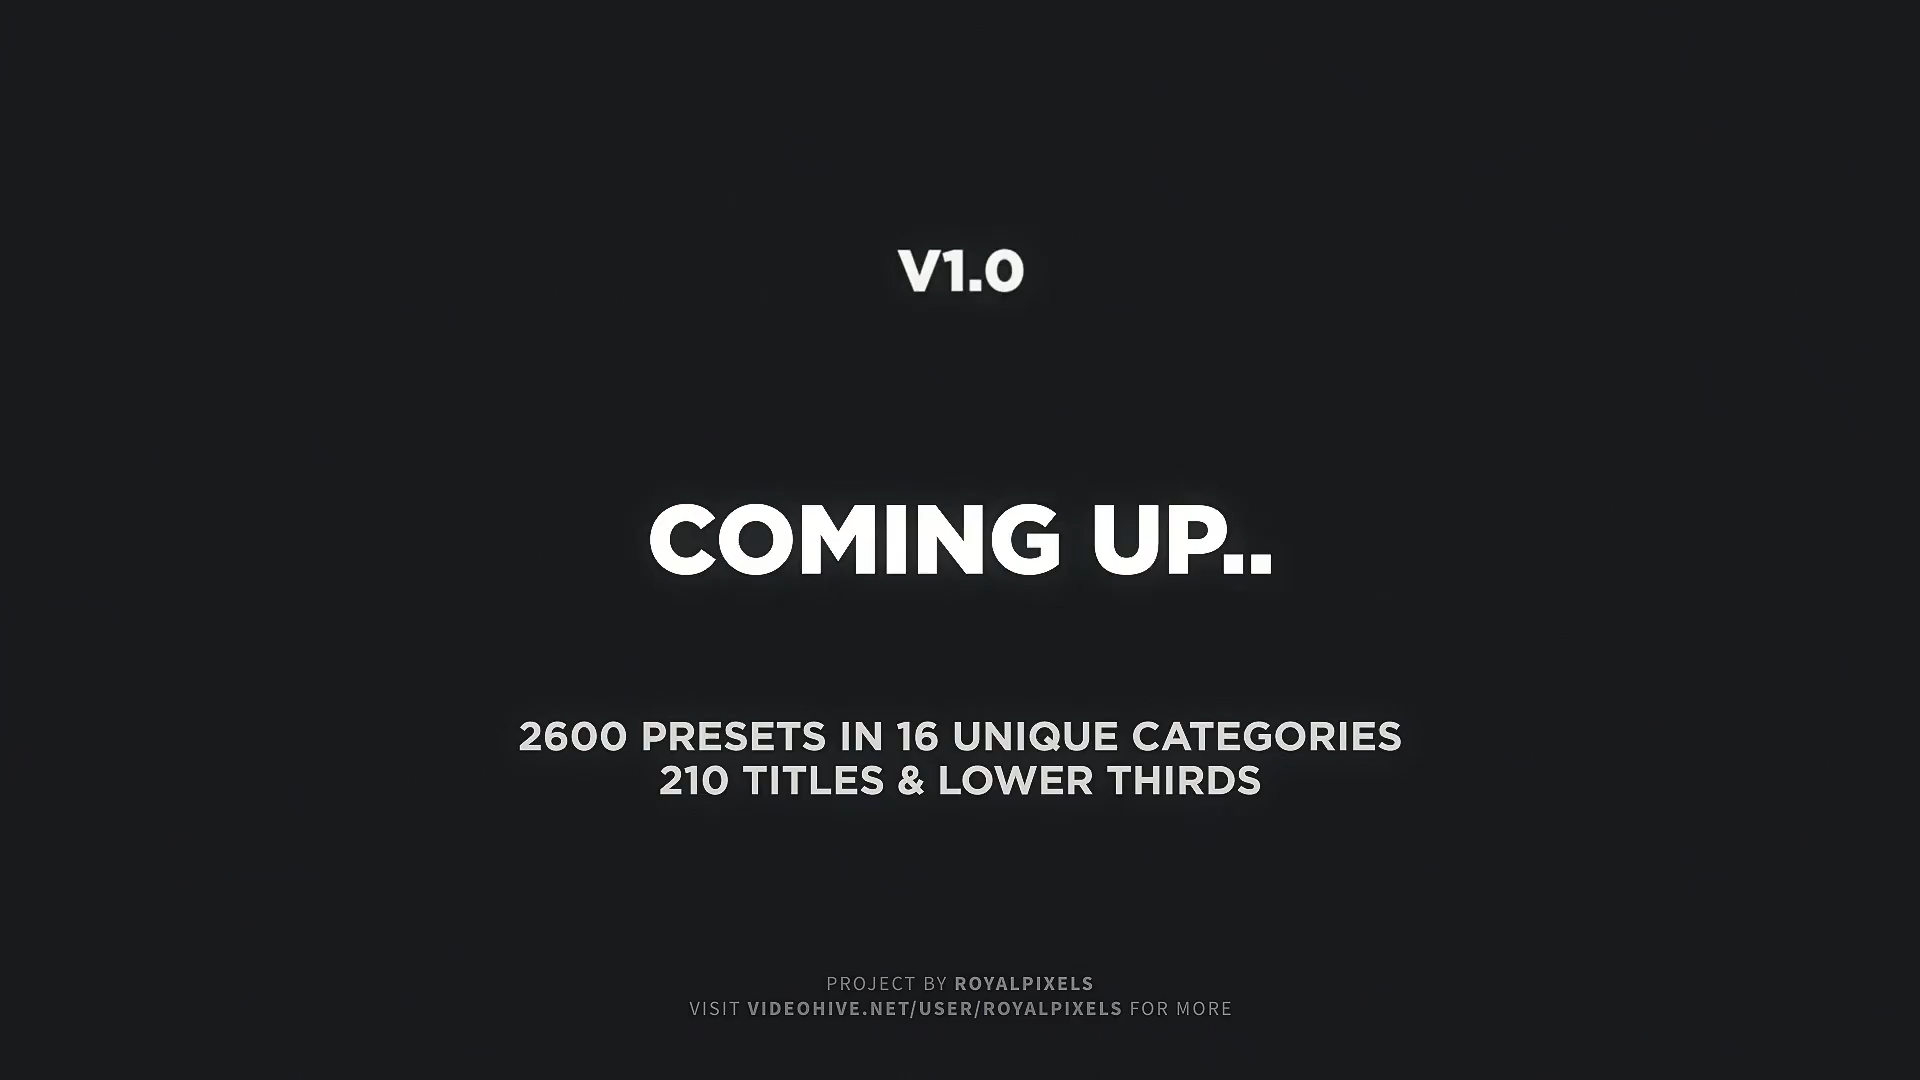 V1.0
COMING UP..
2600 PRESETS IN 16 UNIQUE CATEGORIES
210 TITLES & LOWER THIRDS
PROJECT BY ROYALPIXELS
VISIT VIDEOHIVE.NET/USER/ROYALPIXELS FOR MORE